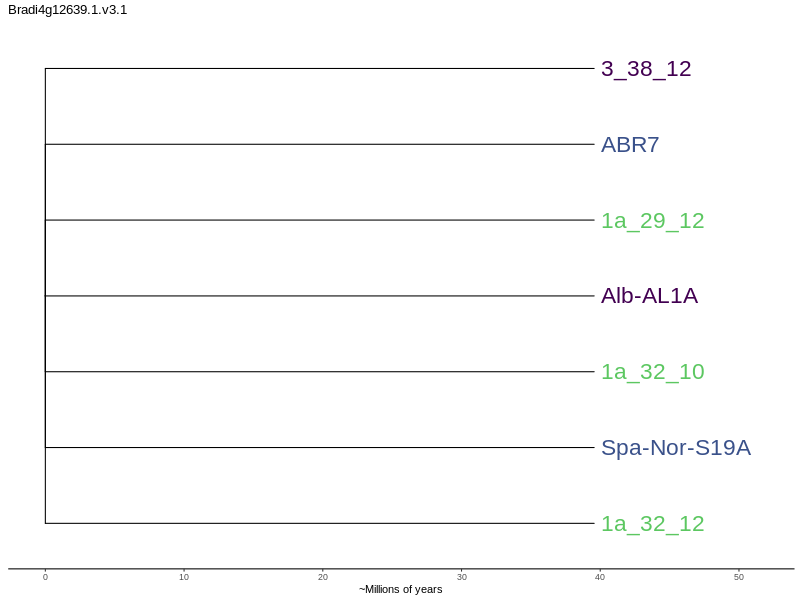 Bradi4g12639.1.v3.1
3_38_12
ABR7
1a_29_12
Alb-AL1A
1a_32_10
Spa-Nor-S19A
1a_32_12
0 10 20 30 40 50
~Millions of years